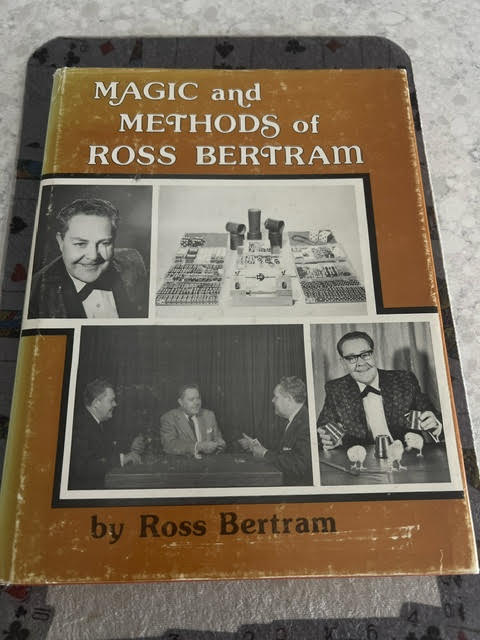 MAGIC and
METHODS of
ROSS BERTRAM
by Ross Bertram